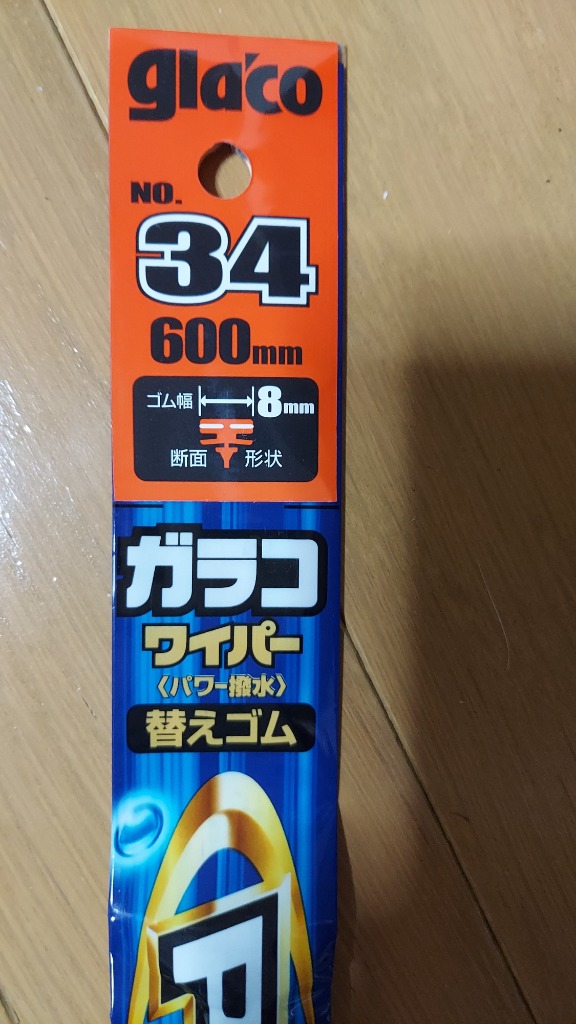 glaco
NO.
34
600mm
ゴム幅 8mm
断面 形状
ガラコ
ワイパー
〈パワー撥水〉
替えゴム
P